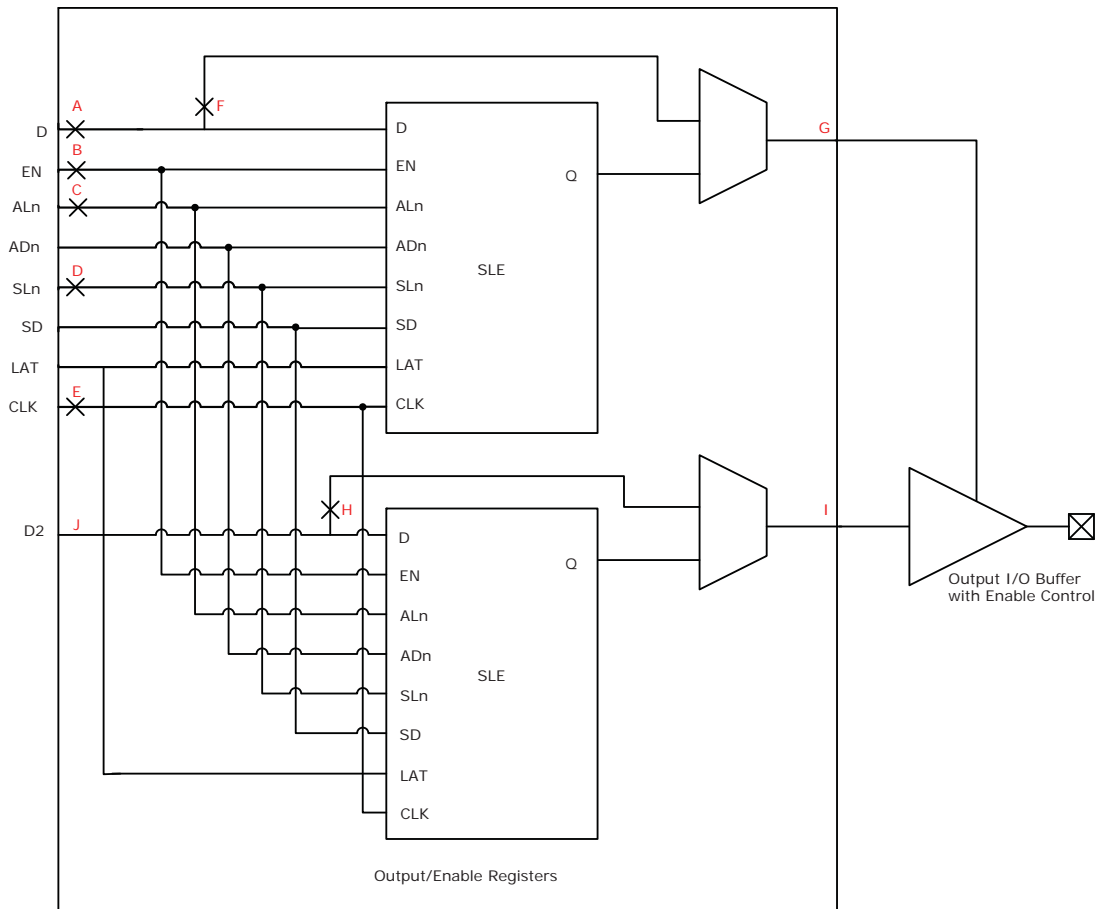 A
F
D
D
G
B
EN
EN
Q
C
ALn
ALn
ADn
ADn
D
SLE
SLn
SLn
SD
SD
LAT
LAT
E
CLK
CLK
H
I
J
D2
D
Q
EN
Output I/O Buffer
with Enable Control
ALn
ADn
SLE
SLn
SD
LAT
CLK
Output/Enable Registers